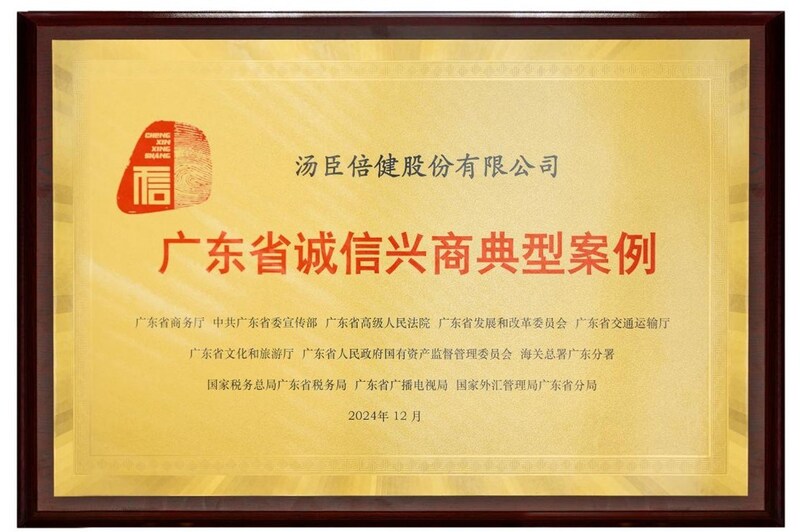 CHENG
XIN
XING
SHANG
信
汤臣倍健股份有限公司
广东省诚信兴商典型案例
广东省商务厅 中共广东省委宣传部 广东省高级人民法院 广东省发展和改革委员会 广东省交通运输厅
广东省文化和旅游厅 广东省人民政府国有资产监督管理委员会 海关总署广东分署
国家税务总局广东省税务局 广东省广播电视局 国家外汇管理局广东省分局
2024年 12 月